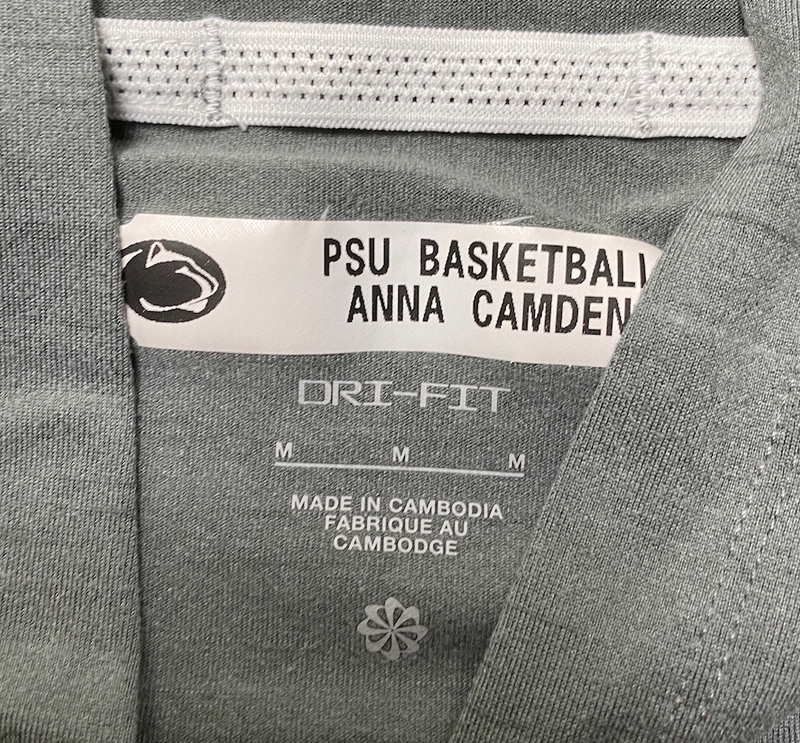 PSU BASKETBALL
ANNA CAMDEN
DRI-FIT
M M M
MADE IN CAMBODIA
FABRIQUE AU
CAMBODGE